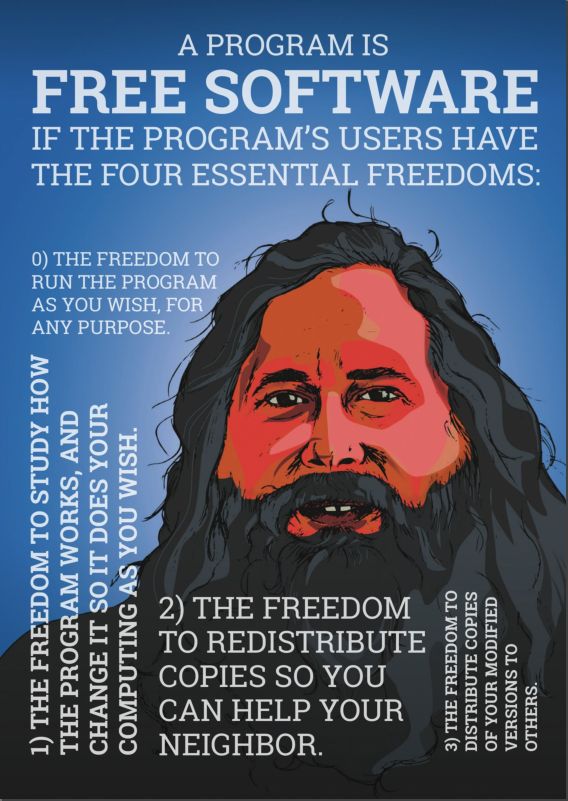 A PROGRAM IS
FREE SOFTWARE
IF THE PROGRAM’S USERS HAVE
THE FOUR ESSENTIAL FREEDOMS:
0) THE FREEDOM TO
RUN THE PROGRAM
AS YOU WISH, FOR
ANY PURPOSE.
1) THE FREEDOM TO STUDY HOW
THE PROGRAM WORKS, AND
CHANGE IT SO IT DOES YOUR
COMPUTING AS YOU WISH.
2) THE FREEDOM
TO REDISTRIBUTE
COPIES SO YOU
CAN HELP YOUR
NEIGHBOR.
3) THE FREEDOM TO
DISTRIBUTE COPIES
OF YOUR MODIFIED
VERSIONS TO
OTHERS.